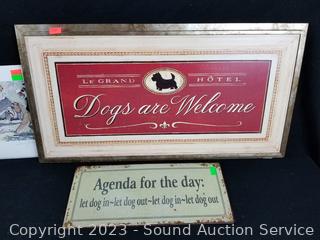 LE GRAND HÔTEL
Dogs are Welcome
Agenda for the day:
let dog in~let dog out~let dog in~let dog out
Copyright 2023 - Sound Auction Service